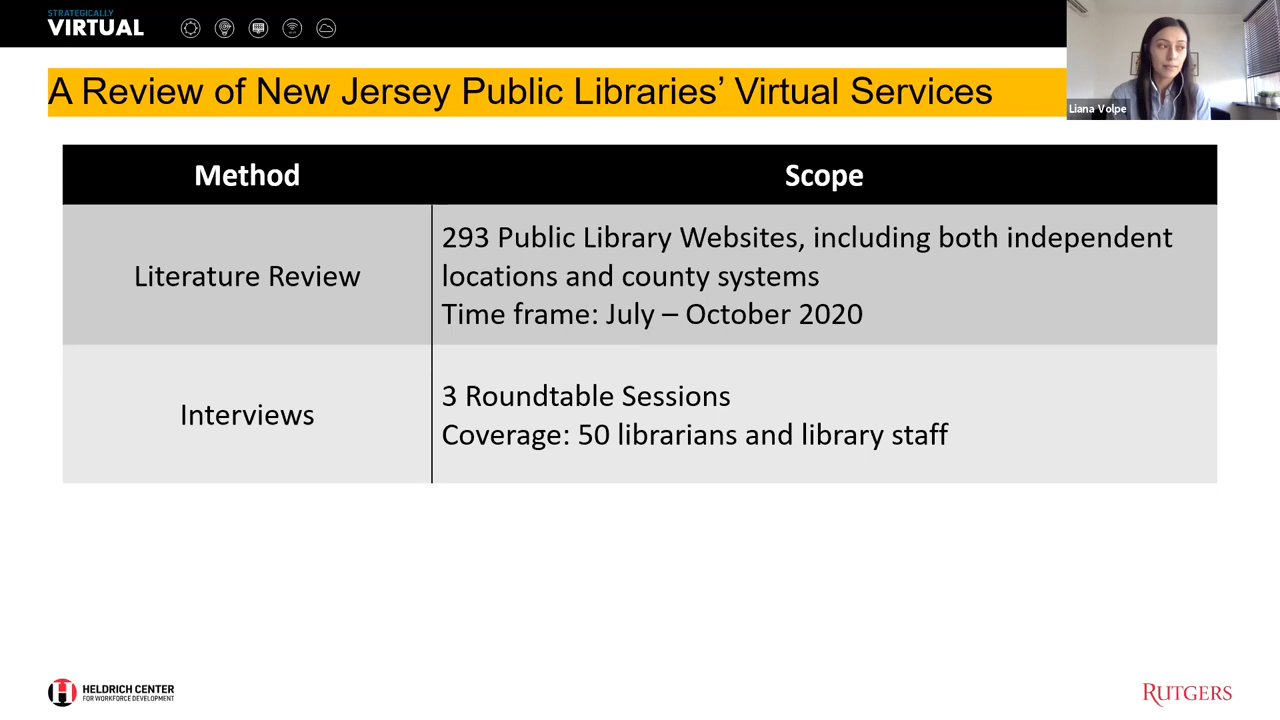 STRATEGICALLY
VIRTUAL
A Review of New Jersey Public Libraries’ Virtual Services
Liana Volpe
Method
Scope
Literature Review
293 Public Library Websites, including both independent
locations and county systems
Time frame: July – October 2020
Interviews
3 Roundtable Sessions
Coverage: 50 librarians and library staff
HELDRICH CENTER
FOR WORKFORCE DEVELOPMENT
RUTGERS